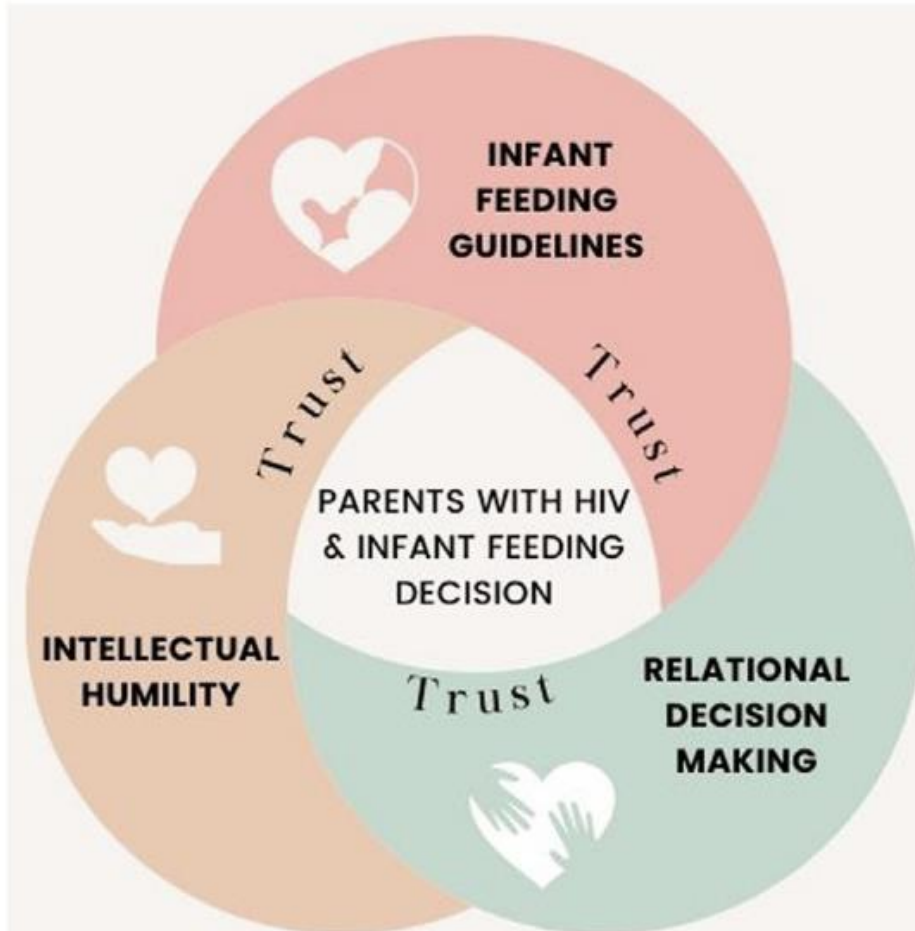 INFANT
FEEDING
GUIDELINES
Trust
Trust
PARENTS WITH HIV
& INFANT FEEDING
DECISION
INTELLECTUAL
HUMILITY
Trust
RELATIONAL
DECISION
MAKING